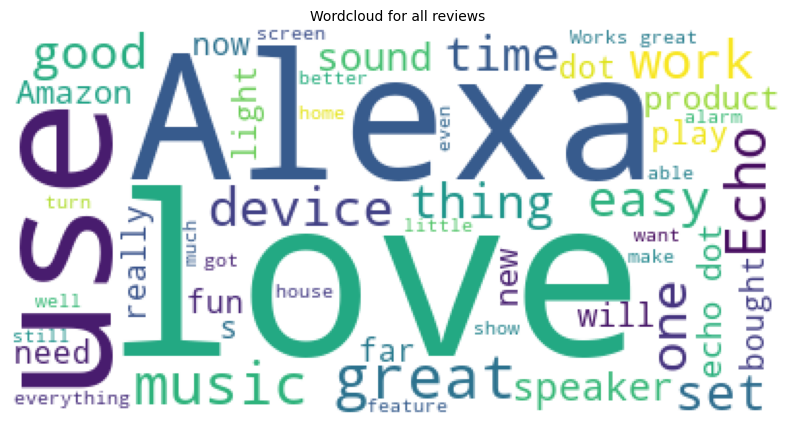 Wordcloud for all reviews
good
now
screen
sound
time
Works great
dot
work
Amazon
light
better
home
even
product
alarm
play
able
Alexa
use
turn
device
thing
easy
Echo
little
really
much
got
love
want
make
new
well
fun
house
s
still
need
will
one
echo dot
bought
show
far
everything
music
great
feature
speaker
set